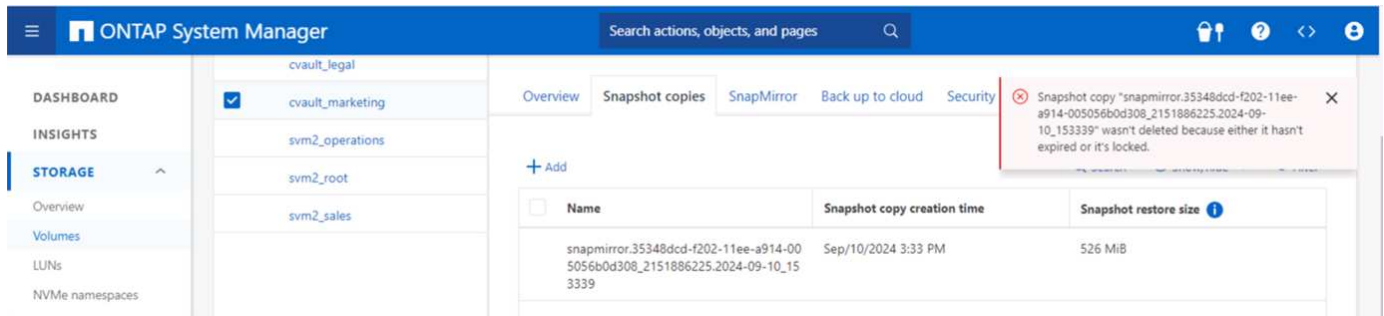 ONTAP System Manager
Search actions, objects, and pages
DASHBOARD
INSIGHTS
STORAGE
Overview
Volumes
LUNs
NVMe namespaces
cvault_legal
cvault_marketing
svm2_operations
svm2_root
svm2_sales
Overview Snapshot copies SnapMirror Back up to cloud Security
Snapshot copy "snapmirror.35348dcd-f202-11ee-
a914-005056b0d308_2151886225.2024-09-
10_153339" wasn't deleted because either it hasn't
expired or it's locked.
Add
Name Snapshot copy creation time Snapshot restore size
snapmirror.35348dcd-f202-11ee-a914-00 Sep/10/2024 3:33 PM 526 MiB
5056b0d308_2151886225.2024-09-10_15
3339